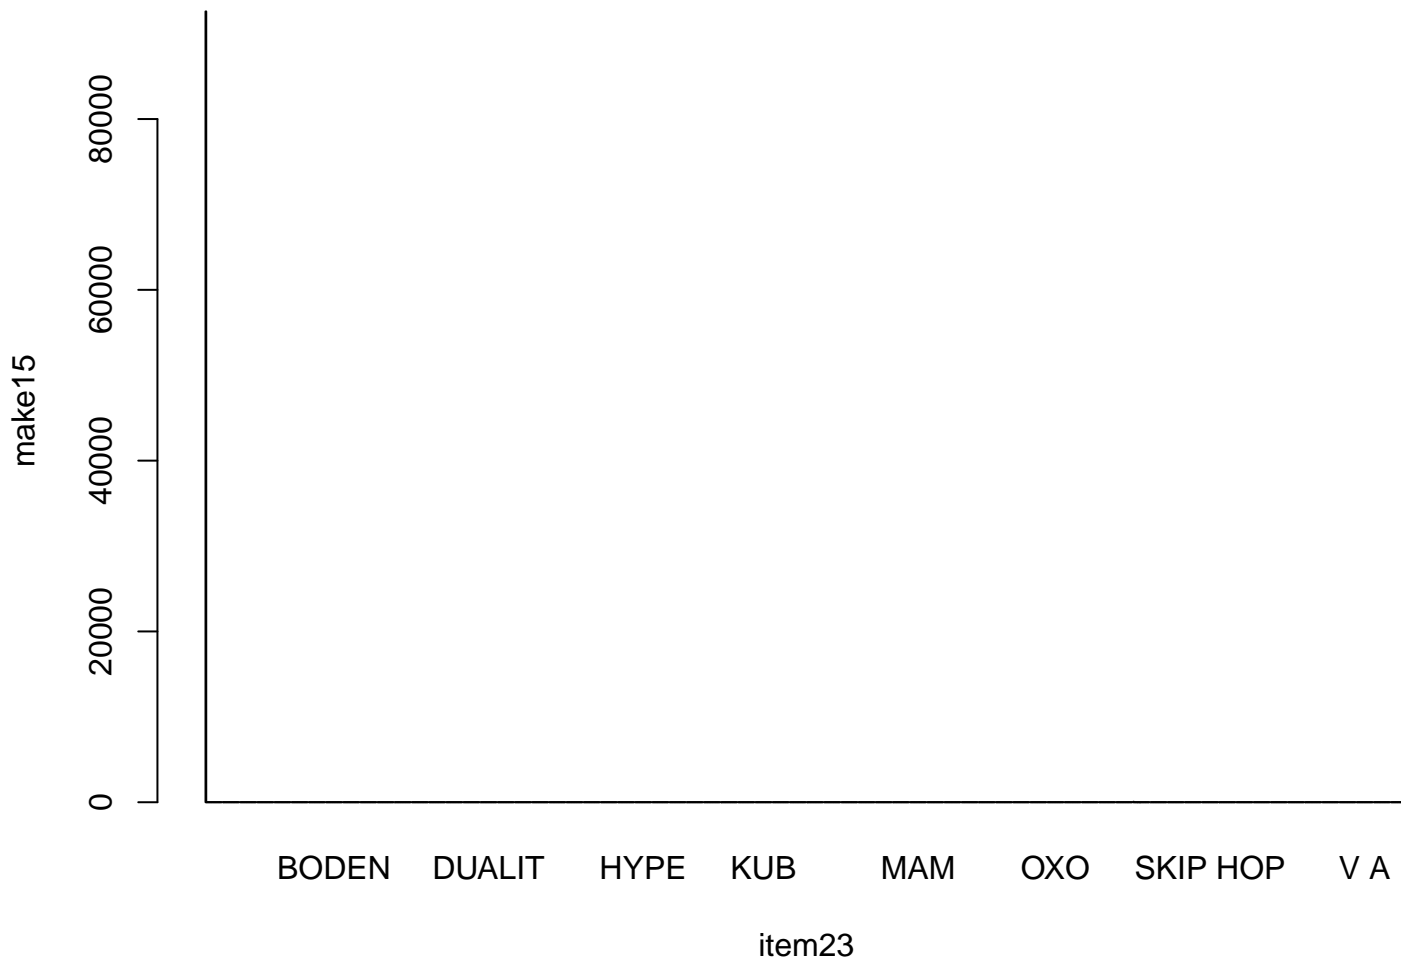 80000
60000
40000
20000
0
make15
BODEN DUALIT HYPE KUB MAM OXO SKIP HOP V A
item23